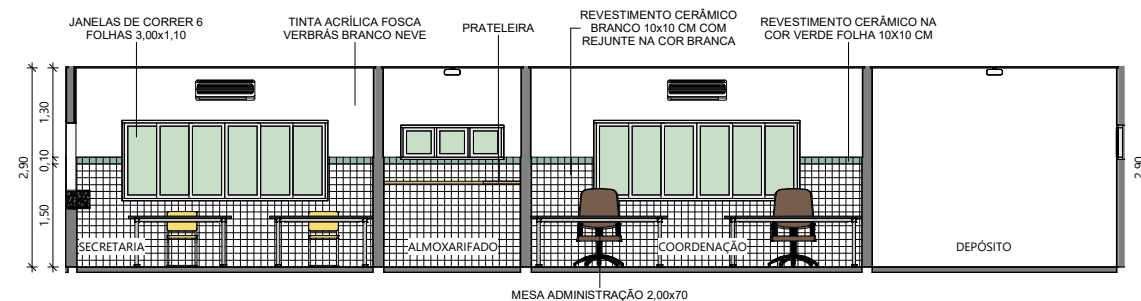 JANELAS DE CORRER 6
FOLHAS 3,00x1,10
TINTA ACRÍLICA FOSCA
VERBRÁS BRANCO NEVE
PRATELEIRA
REVESTIMENTO CERÂMICO
BRANCO 10x10 CM COM
REJUNTE NA COR BRANCA
REVESTIMENTO CERÂMICO NA
COR VERDE FOLHA 10X10 CM
2,90
1,30
0,10
1,50
2,90
SECRETARIA
ALMOXARIFADO
COORDENAÇÃO
DEPÓSITO
MESA ADMINISTRAÇÃO 2,00x70